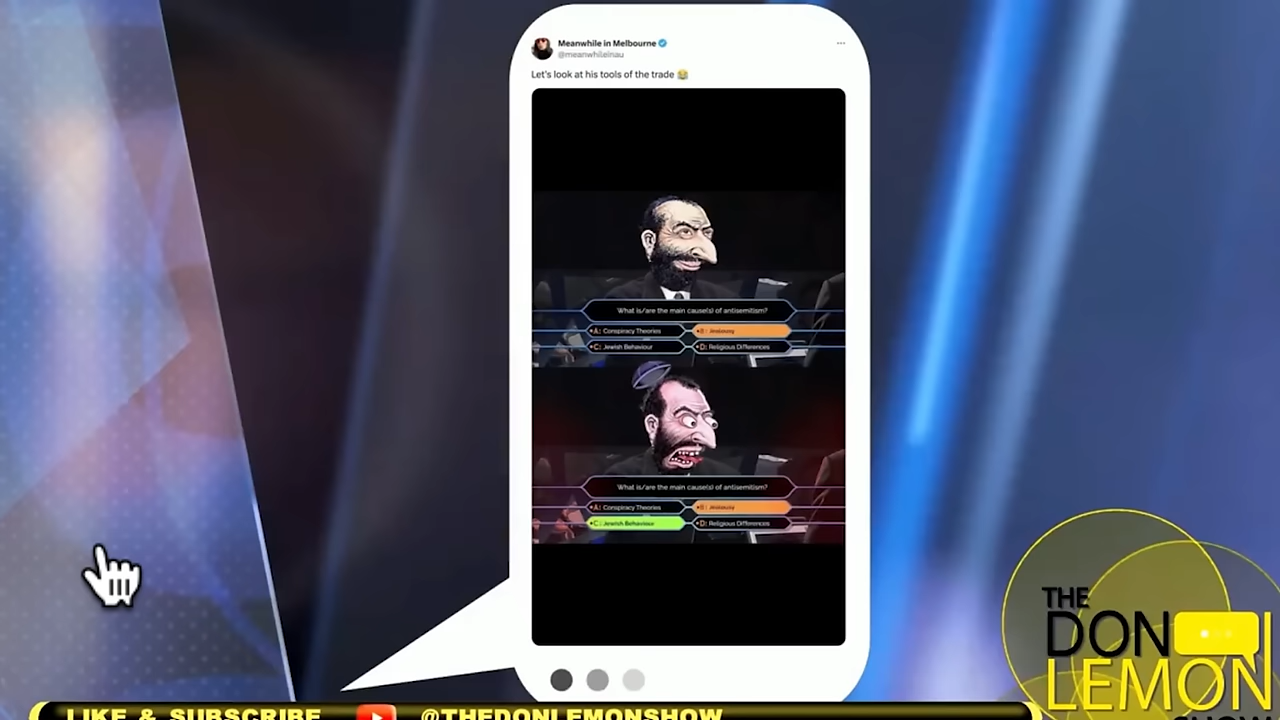 Meanwhile in Melbourne
@meanwhileinau
Let's look at his tools of the trade 😂
What is/are the main cause(s) of antisemitism?
A: Conspiracy Theories
B: Jealousy
C: Jewish Behaviour
D: Religious Differences
What is/are the main cause(s) of antisemitism?
A: Conspiracy Theories
B: Jealousy
C: Jewish Behaviour
D: Religious Differences
THE
DON
LEMON
SHOW
LIKE & SUBSCRIBE
@THEDONLEMONSHOW